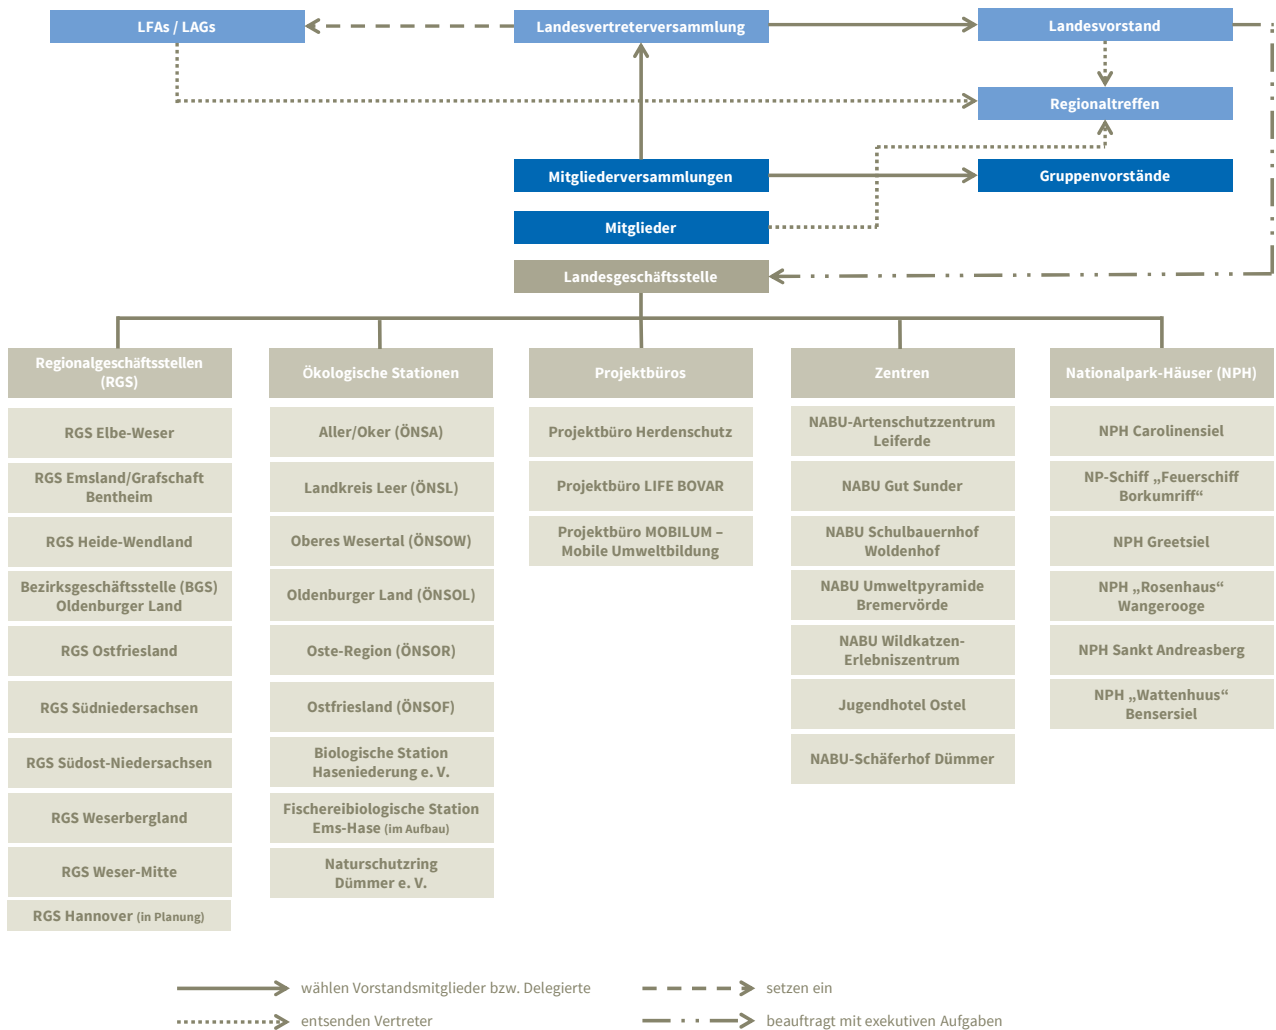 LFAs / LAGs
Landesvertreterversammlung
Landesvorstand
Regionaltreffen
Mitgliederversammlungen
Gruppenvorstände
Mitglieder
Landesgeschäftsstelle
Regionalgeschäftsstellen
(RGS)
RGS Elbe-Weser
RGS Emsland/Grafschaft
Bentheim
RGS Heide-Wendland
Bezirksgeschäftsstelle (BGS)
Oldenburger Land
RGS Ostfriesland
RGS Südniedersachsen
RGS Südost-Niedersachsen
RGS Weserbergland
RGS Weser-Mitte
RGS Hannover (in Planung)
Ökologische Stationen
Aller/Oker (ÖNSA)
Landkreis Leer (ÖNSL)
Oberes Wesertal (ÖNSOW)
Oldenburger Land (ÖNSOL)
Oste-Region (ÖNSOR)
Ostfriesland (ÖNSOF)
Biologische Station
Haseniederung e. V.
Fischereibiologische Station
Ems-Hase (im Aufbau)
Naturschutzring
Dümmer e. V.
Projektbüros
Projektbüro Herdenschutz
Projektbüro LIFE BOVAR
Projektbüro MOBILUM –
Mobile Umweltbildung
Zentren
NABU-Artenschutzzentrum
Leiferde
NABU Gut Sunder
NABU Schulbauernhof
Woldenhof
NABU Umweltpyramide
Bremervörde
NABU Wildkatzen-
Erlebniszentrum
Jugendhotel Ostel
NABU-Schäferhof Dümmer
Nationalpark-Häuser (NPH)
NPH Carolinensiel
NP-Schiff „Feuerschiff
Borkumriff“
NPH Greetsiel
NPH „Rosenhaus“
Wangerooge
NPH Sankt Andreasberg
NPH „Wattenhuus“
Bensersiel
wählen Vorstandsmitglieder bzw. Delegierte
setzen ein
entsenden Vertreter
beauftragt mit exekutiven Aufgaben